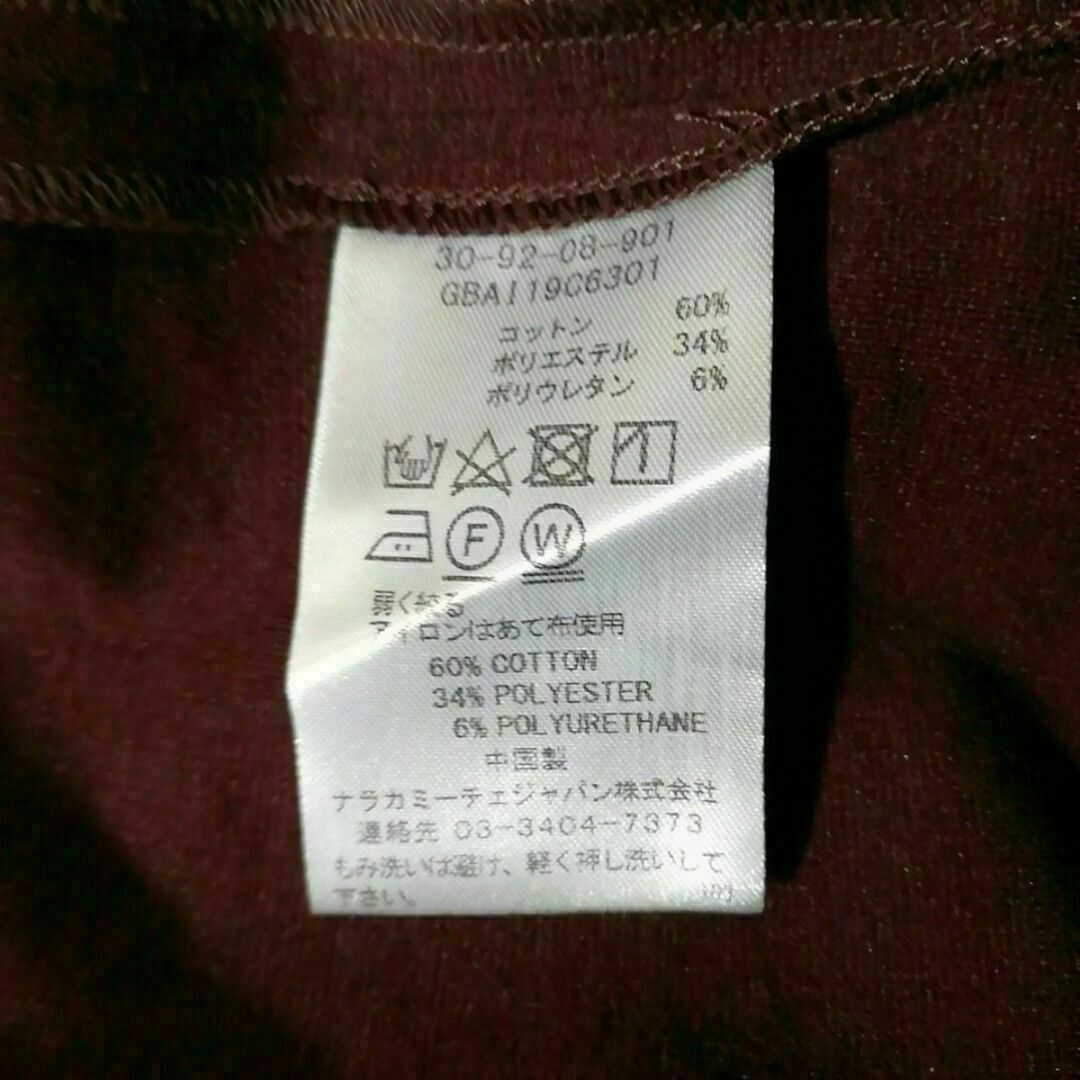 30-92-08-901
GBAI19C6301
コットン 60%
ポリエステル 34%
ポリウレタン 6%
F W
弱く絞る
アイロンはあて布使用
60% COTTON
34% POLYESTER
6% POLYURETHANE
中国製
ナラカミーチェジャパン株式会社
連絡先 03-3404-7373
もみ洗いは避け、軽く押し洗いして
下さい。